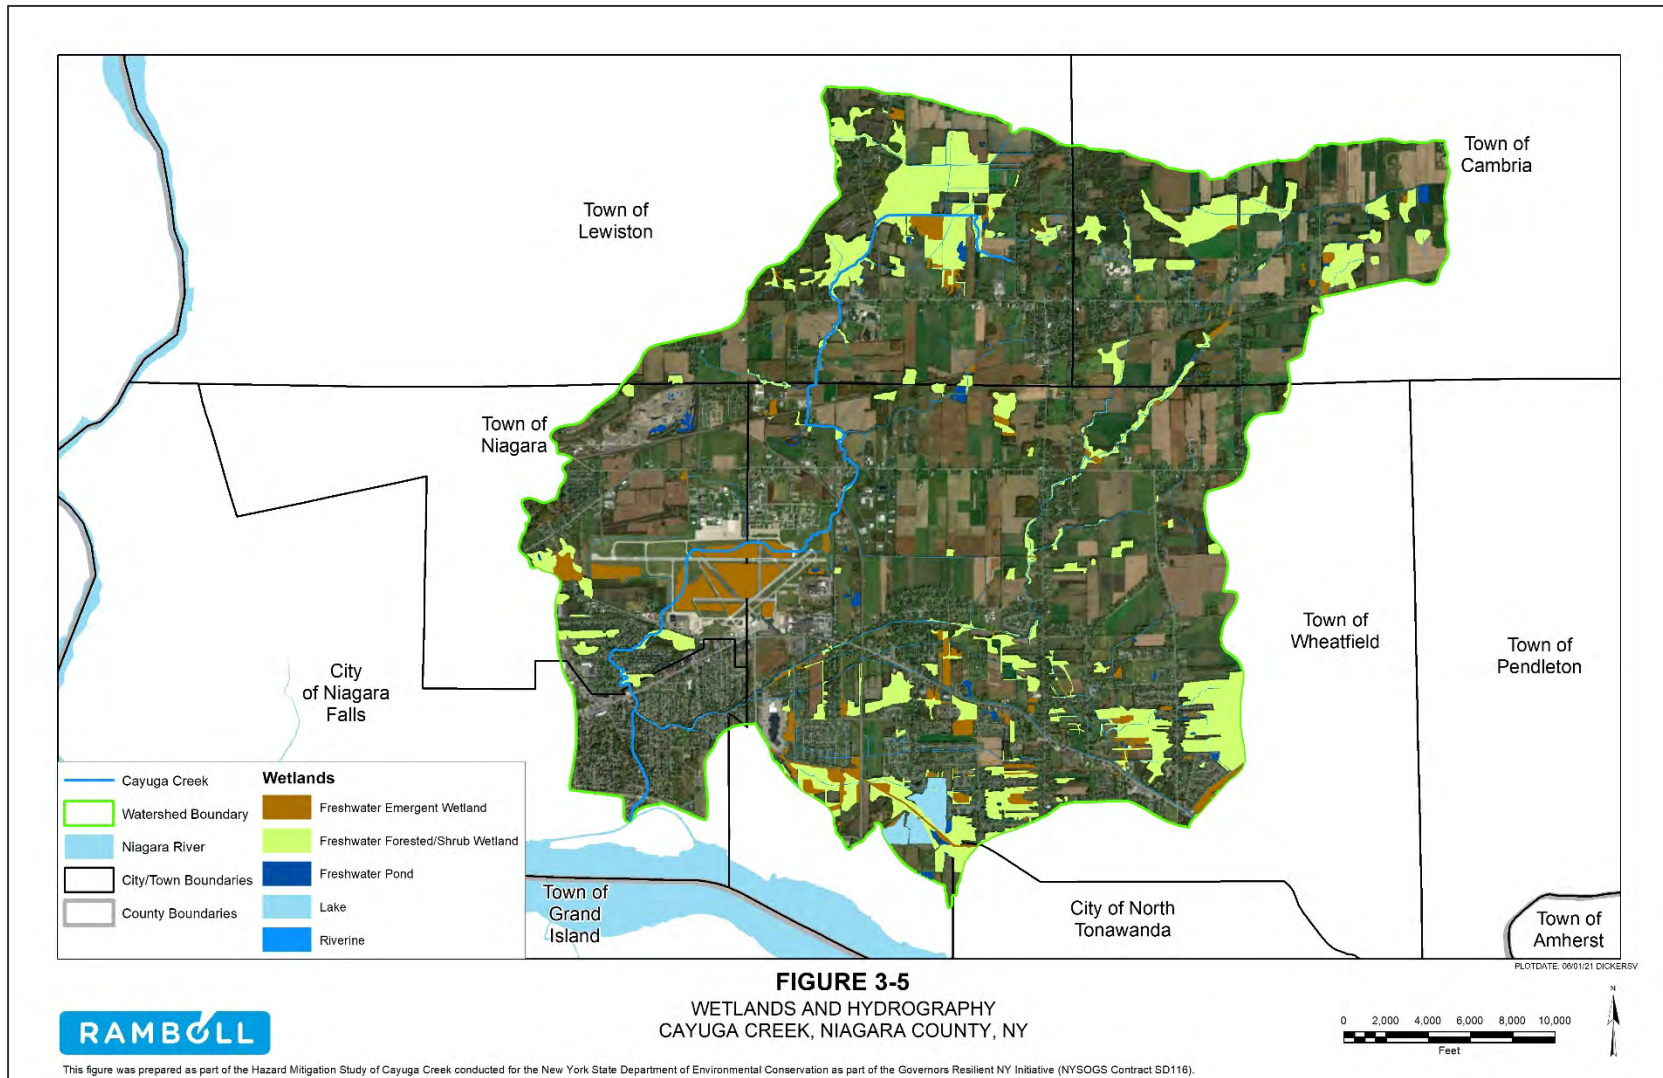 Town of
Cambria
Town of
Lewiston
Town of
Niagara
Town of
Wheatfield
Town of
Pendleton
City
of Niagara
Falls
Cayuga Creek
Watershed Boundary
Niagara River
City/Town Boundaries
County Boundaries
Wetlands
Freshwater Emergent Wetland
Freshwater Forested/Shrub Wetland
Freshwater Pond
Lake
Riverine
Town of
Grand
Island
City of North
Tonawanda
Town of
Amherst
PLOTDATE: 06/01/21 DICKERSV
FIGURE 3-5
WETLANDS AND HYDROGRAPHY
CAYUGA CREEK, NIAGARA COUNTY, NY
RAMBOLL
N
0 2,000 4,000 6,000 8,000 10,000
Feet
This figure was prepared as part of the Hazard Mitigation Study of Cayuga Creek conducted for the New York State Department of Environmental Conservation as part of the Governors Resilient NY Initiative (NYSOGS Contract SD116).